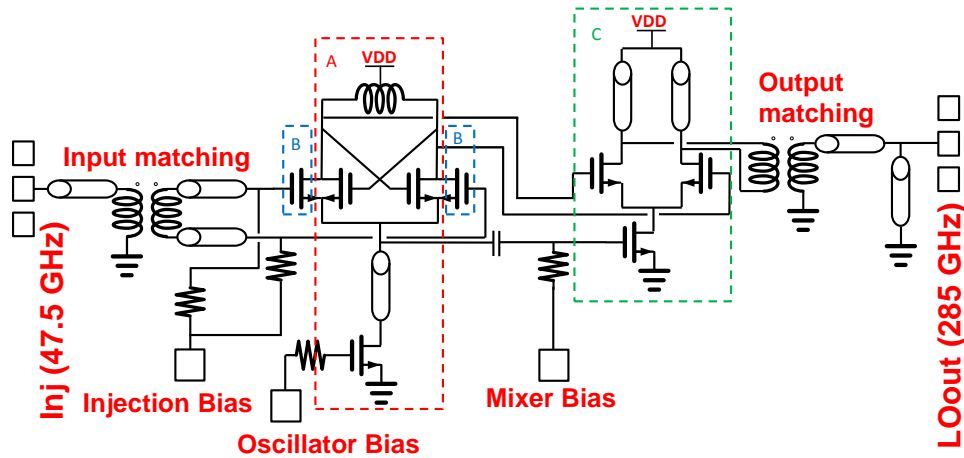 A
VDD
C
VDD
Output
matching
Input matching
B
B
Inj (47.5 GHz)
LOout (285 GHz)
Injection Bias
Mixer Bias
Oscillator Bias